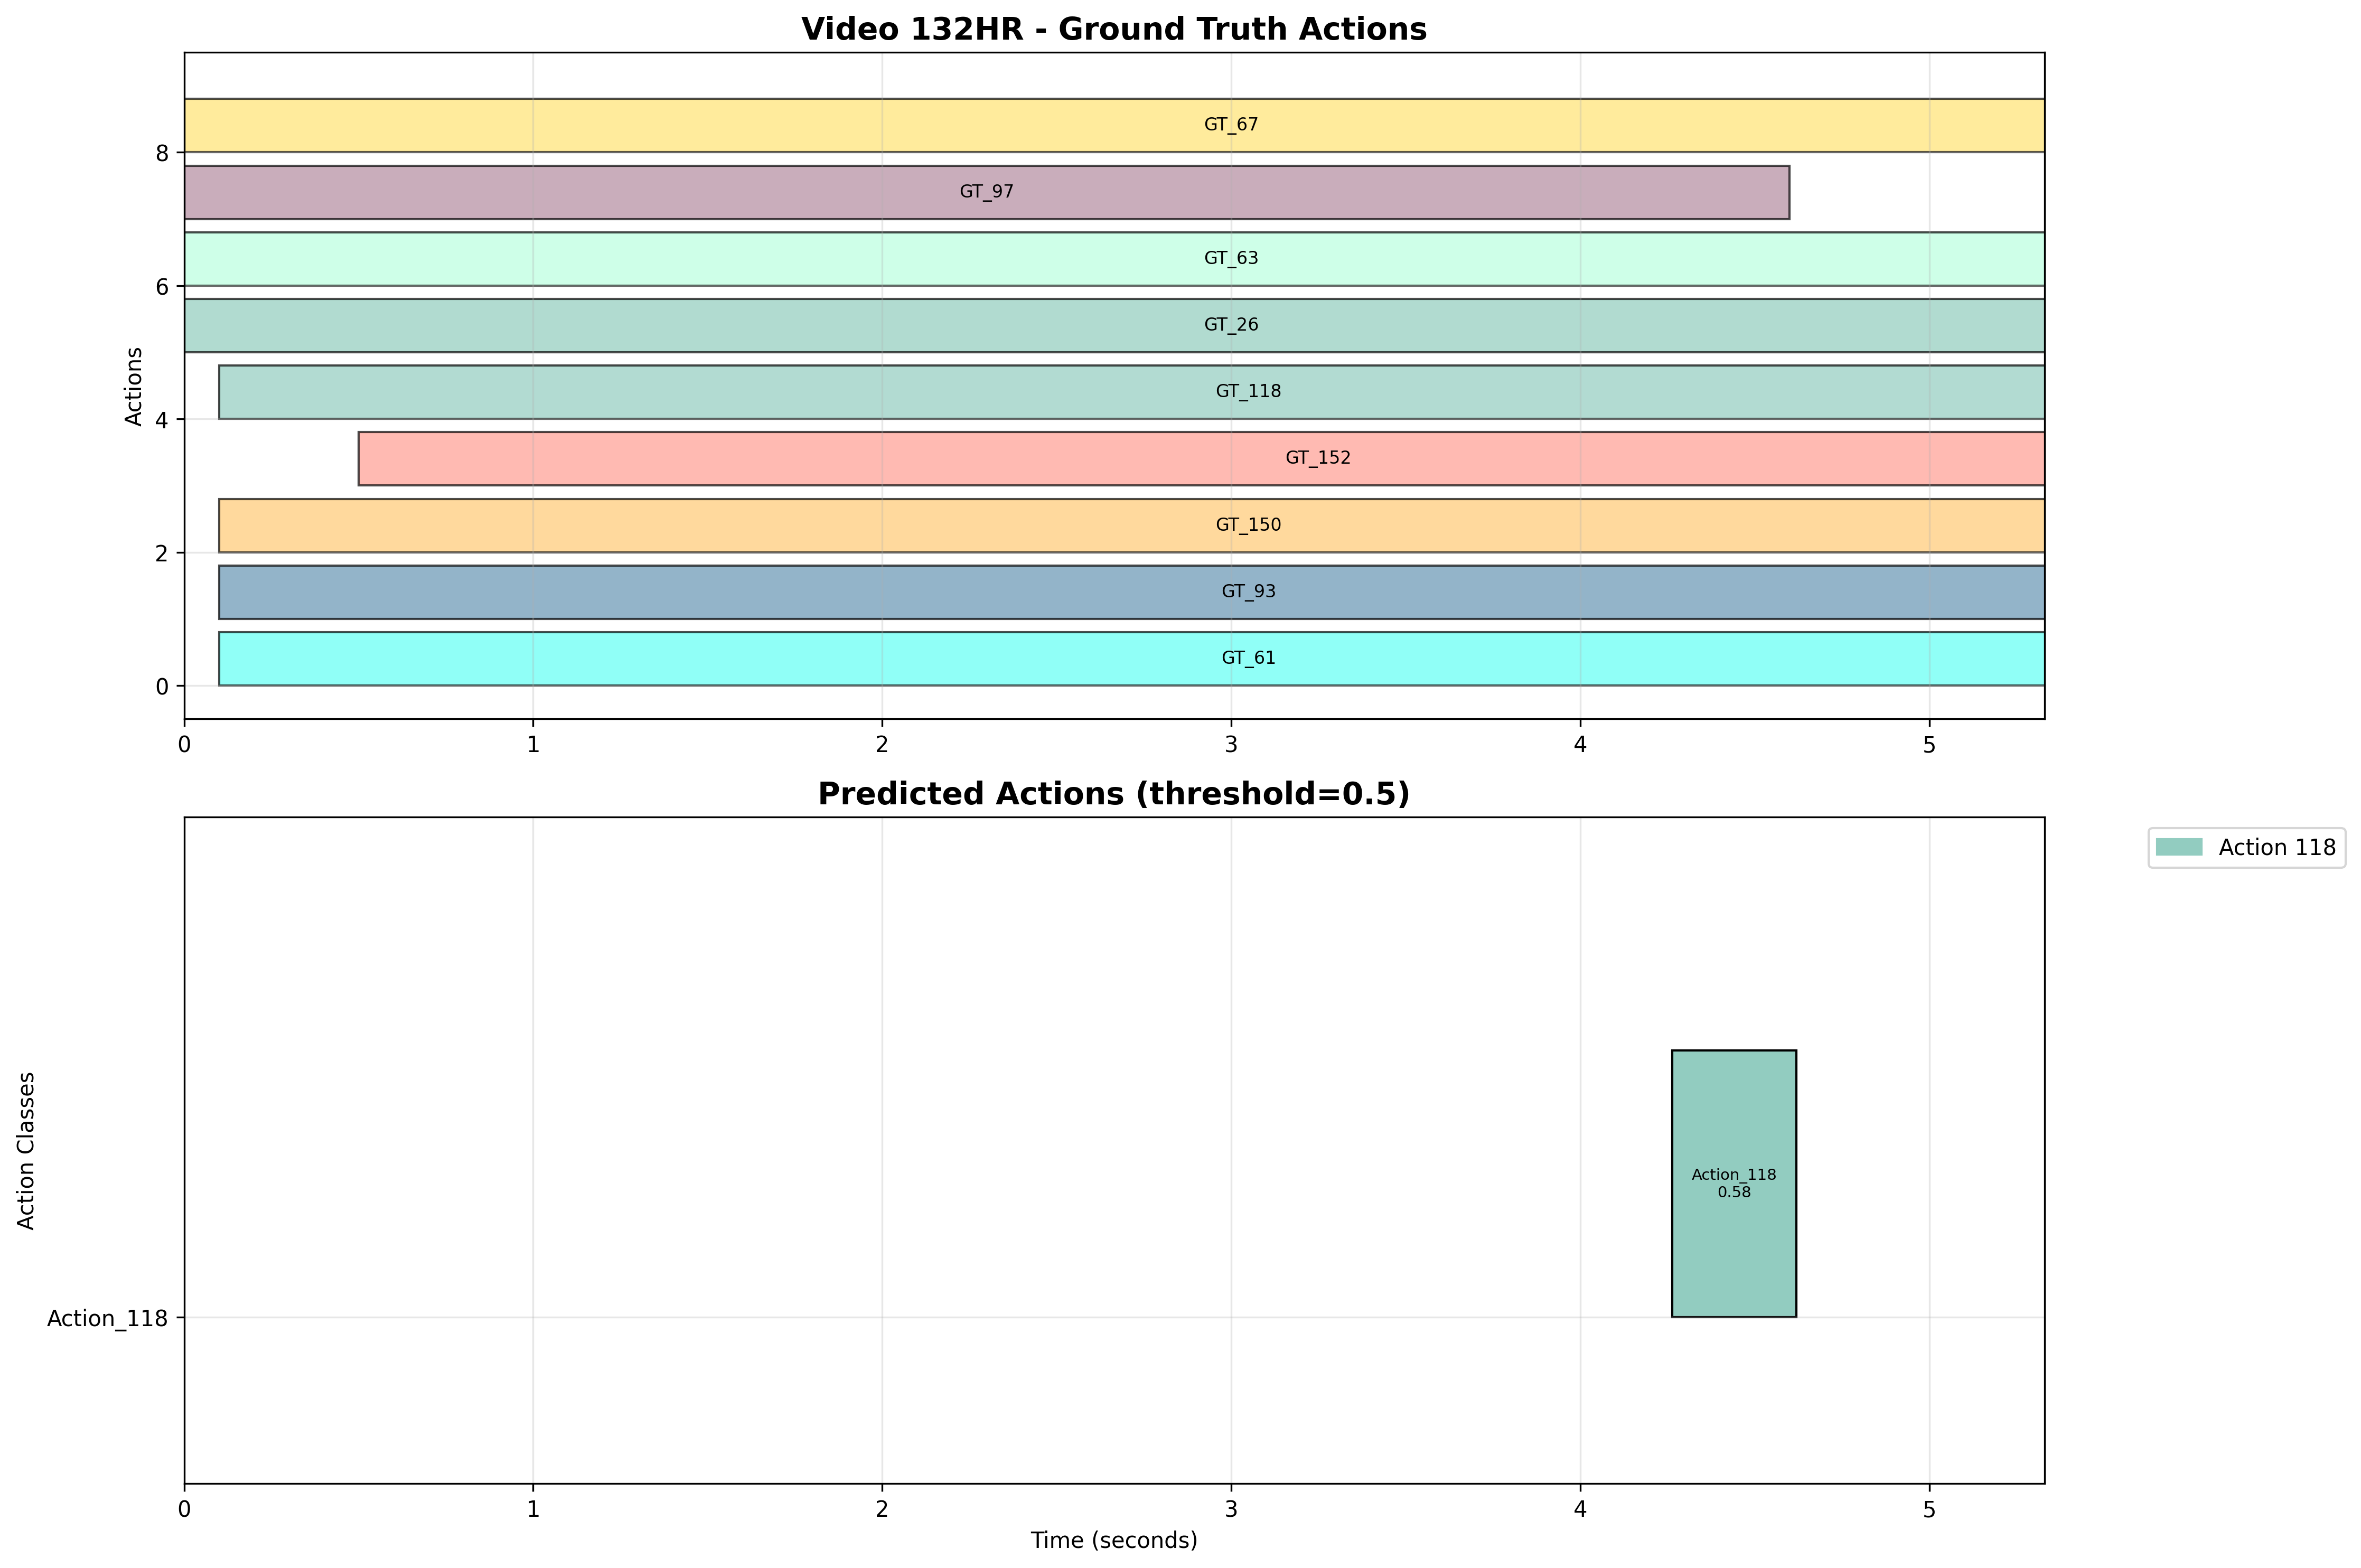 Video 132HR - Ground Truth Actions
GT_67
8
GT_97
GT_63
6
GT_26
Actions
GT_118
4
GT_152
GT_150
2
GT_93
GT_61
0
0 1 2 3 4 5
Predicted Actions (threshold=0.5)
Action 118
Action Classes
Action_118
0.58
Action_118
0 1 2 3 4 5
Time (seconds)